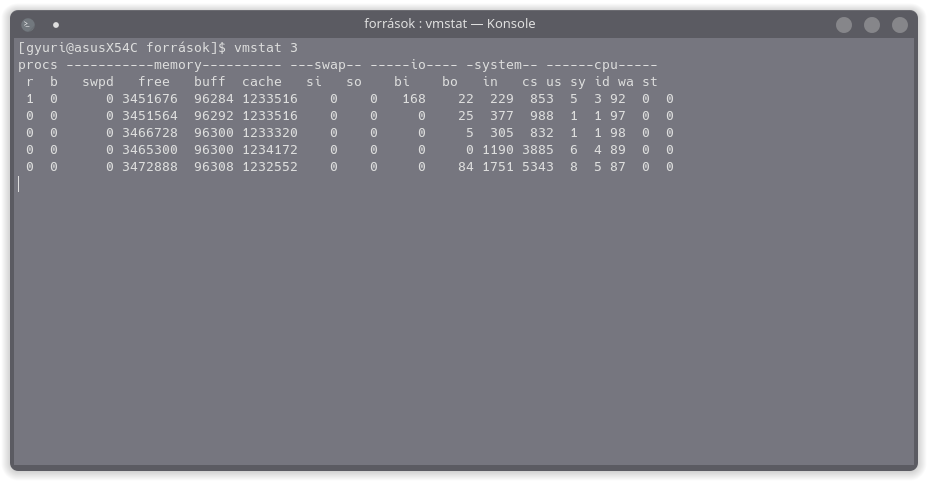 források : vmstat — Konsole
[gyuri@asusX54C források]$ vmstat 3
procs -----------memory---------- ---swap-- -----io---- -system-- ------cpu-----
 r  b   swpd   free   buff  cache   si   so    bi    bo   in   cs us sy id wa st
 1  0      0 3451676  96284 1233516    0    0   168    22  229  853  5  3 92  0  0
 0  0      0 3451564  96292 1233516    0    0     0    25  377  988  1  1 97  0  0
 0  0      0 3466728  96300 1233320    0    0     0     5  305  832  1  1 98  0  0
 0  0      0 3465300  96300 1234172    0    0     0     0 1190 3885  6  4 89  0  0
 0  0      0 3472888  96308 1232552    0    0     0    84 1751 5343  8  5 87  0  0